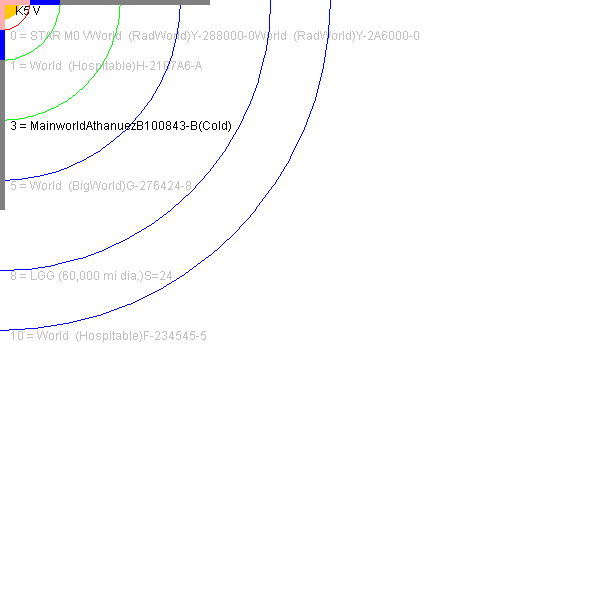 K5 V
0 = STAR M0 VWorld (RadWorld)Y-288000-0World (RadWorld)Y-2A6000-0
1 = World (Hospitable)H-2107A6-A
3 = MainworldAthanuezB100843-B(Cold)
5 = World (BigWorld)G-276424-8
8 = LGG (60,000 mi dia.)S=24
10 = World (Hospitable)F-234545-5